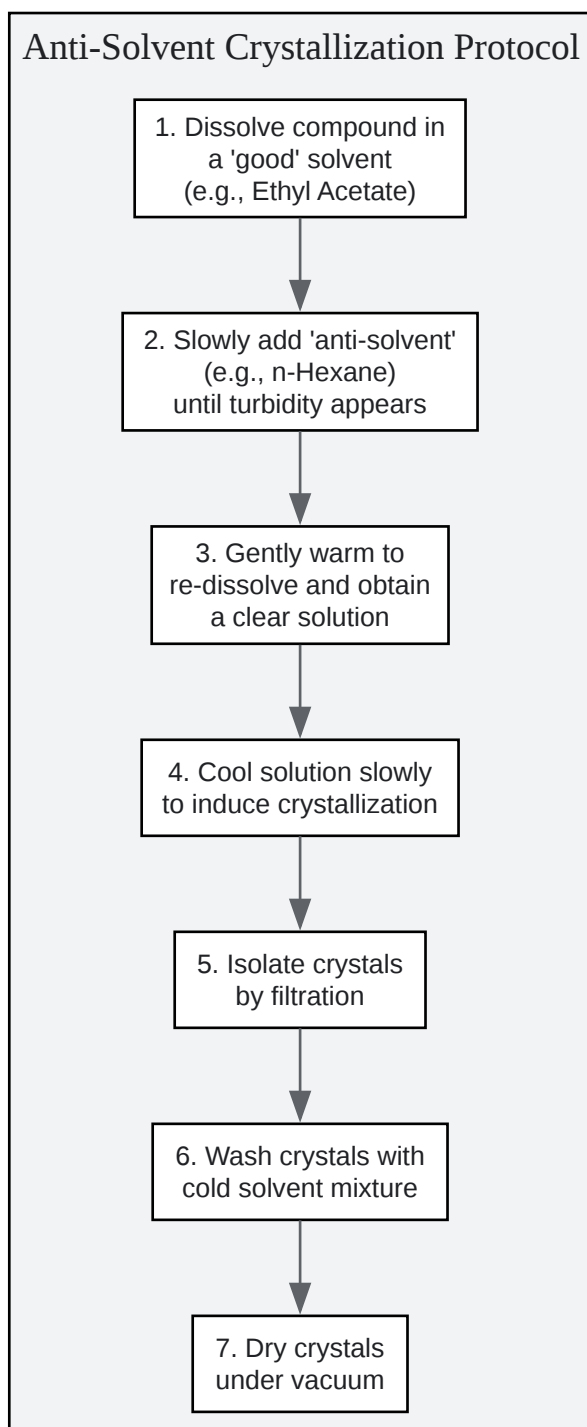 Anti-Solvent Crystallization Protocol
1. Dissolve compound in
a 'good' solvent
(e.g., Ethyl Acetate)
2. Slowly add 'anti-solvent'
(e.g., n-Hexane)
until turbidity appears
3. Gently warm to
re-dissolve and obtain
a clear solution
4. Cool solution slowly
to induce crystallization
5. Isolate crystals
by filtration
6. Wash crystals with
cold solvent mixture
7. Dry crystals
under vacuum